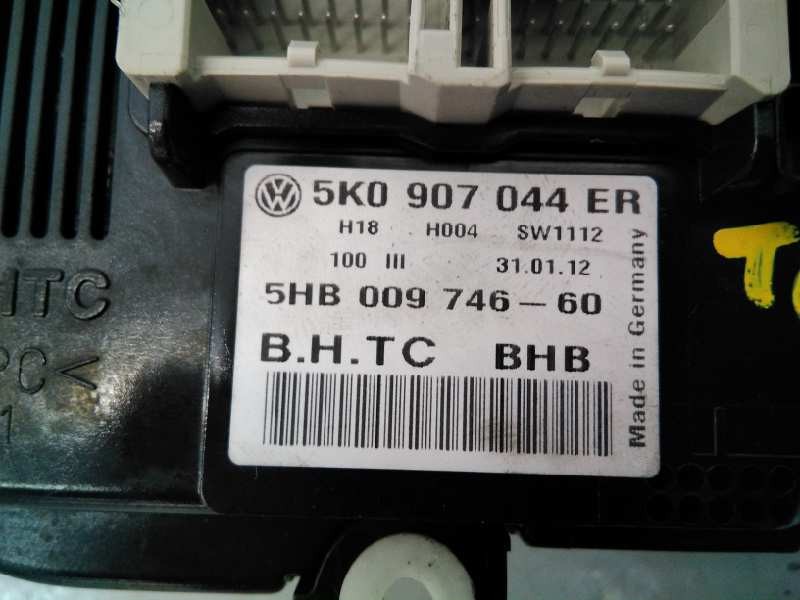 5K0 907 044 ER
H18 H004 SW1112
100 III 31.01.12
5HB 009 746-60
B.H.TC BHB
Made in Germany